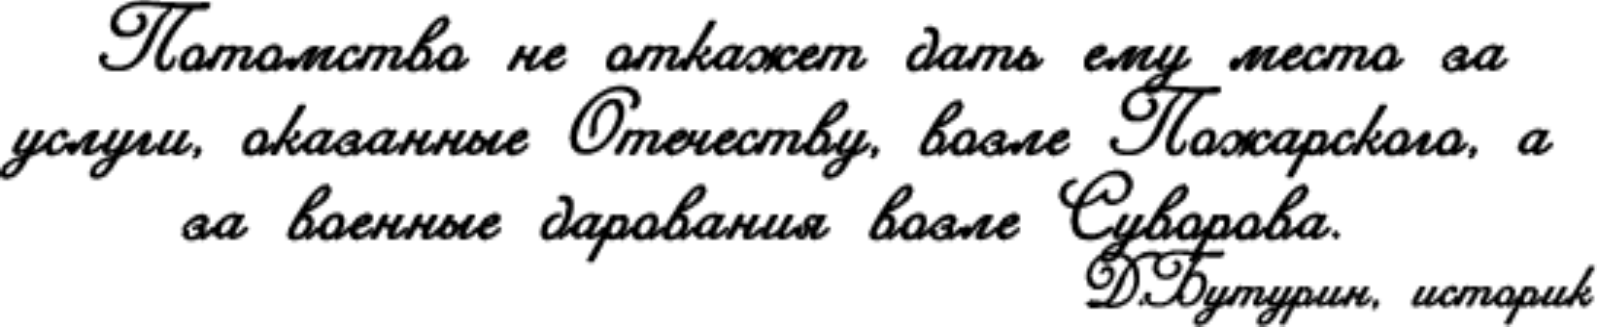 Потомство не откажет дать ему место за
услуги, оказанные Отечеству, возле Пожарского, а
за военные дарования возле Суворова.
Д.Бутурин, историк